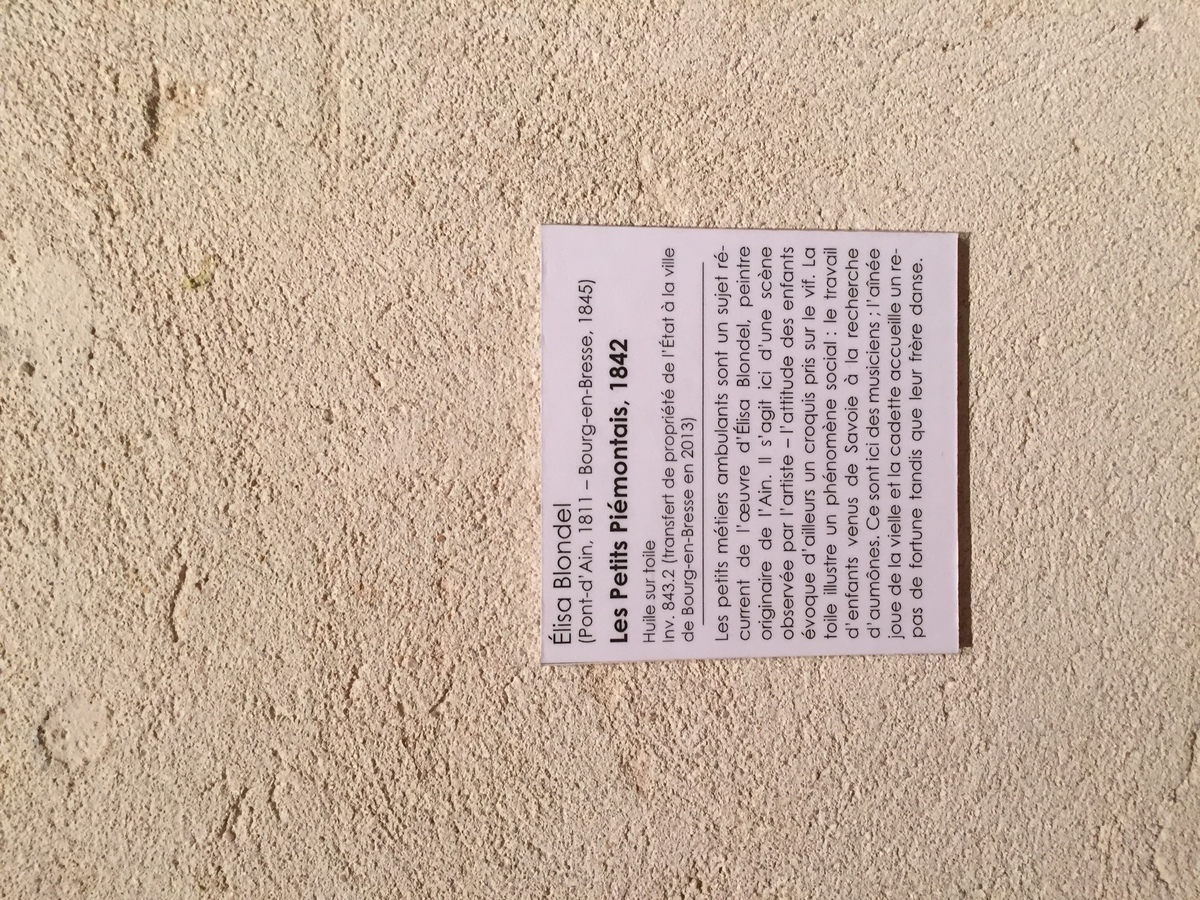 Élisa Blondel
(Pont-d'Ain, 1811 – Bourg-en-Bresse, 1845)
Les Petits Piémontais, 1842
Huile sur toile
Inv. 843.2 (transfert de propriété de l'État à la ville
de Bourg-en-Bresse en 2013)
Les petits métiers ambulants sont un sujet ré-
current de l'œuvre d'Élisa Blondel, peintre
originaire de l'Ain. Il s'agit ici d'une scène
observée par l'artiste – l'attitude des enfants
évoque d'ailleurs un croquis pris sur le vif. La
toile illustre un phénomène social : le travail
d'enfants venus de Savoie à la recherche
d'aumônes. Ce sont ici des musiciens ; l'aînée
joue de la vielle et la cadette accueille un re-
pas de fortune tandis que leur frère danse.